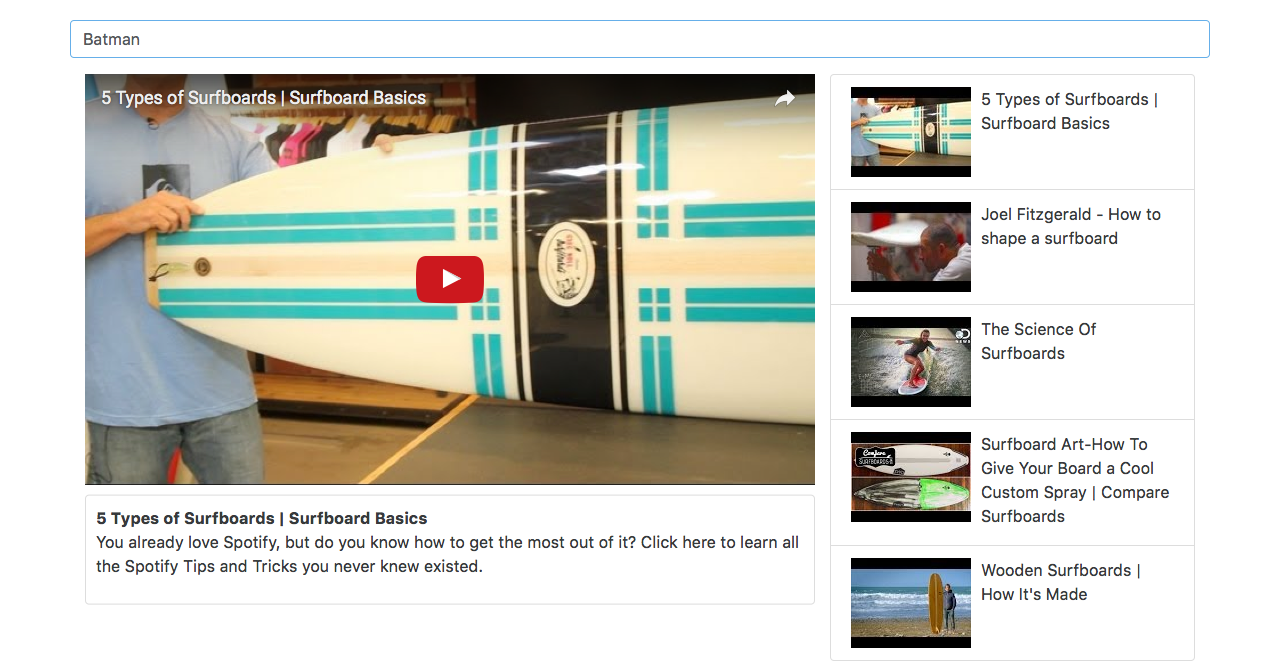 Batman
5 Types of Surfboards | Surfboard Basics
5 Types of Surfboards | Surfboard Basics
You already love Spotify, but do you know how to get the most out of it? Click here to learn all
the Spotify Tips and Tricks you never knew existed.
5 Types of Surfboards |
Surfboard Basics
Joel Fitzgerald - How to
shape a surfboard
The Science Of
Surfboards
Surfboard Art-How To
Give Your Board a Cool
Custom Spray | Compare
Surfboards
Wooden Surfboards |
How It's Made